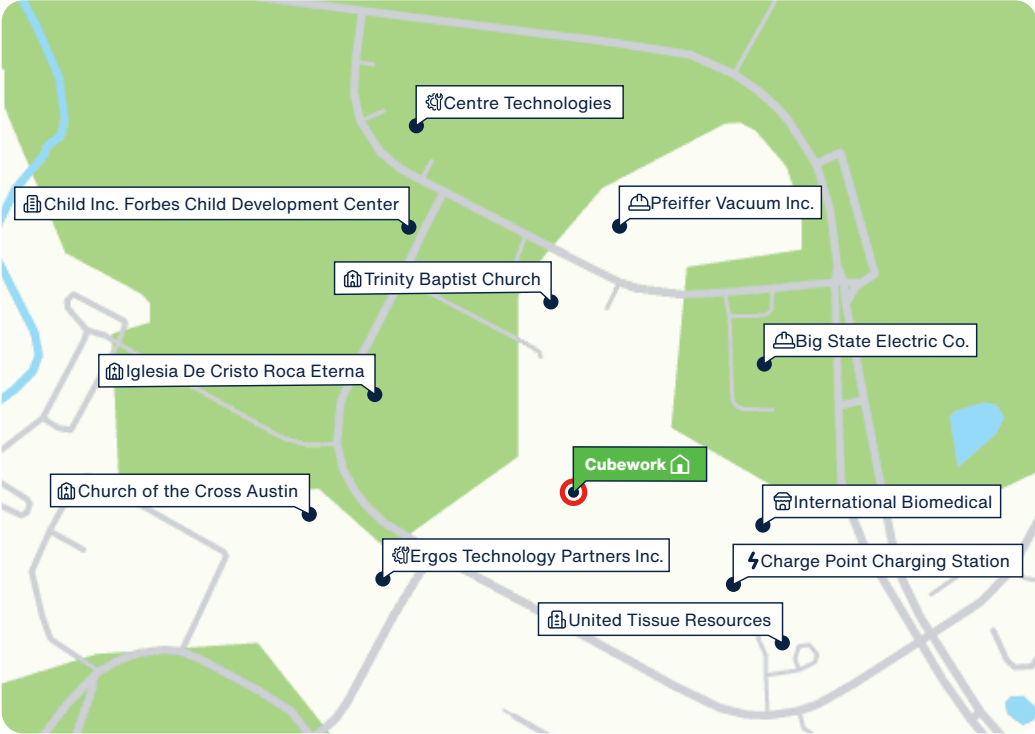 Centre Technologies
Child Inc. Forbes Child Development Center
Pfeiffer Vacuum Inc.
Trinity Baptist Church
Big State Electric Co.
Iglesia De Cristo Roca Eterna
Cubework
Church of the Cross Austin
International Biomedical
Ergos Technology Partners Inc.
Charge Point Charging Station
United Tissue Resources